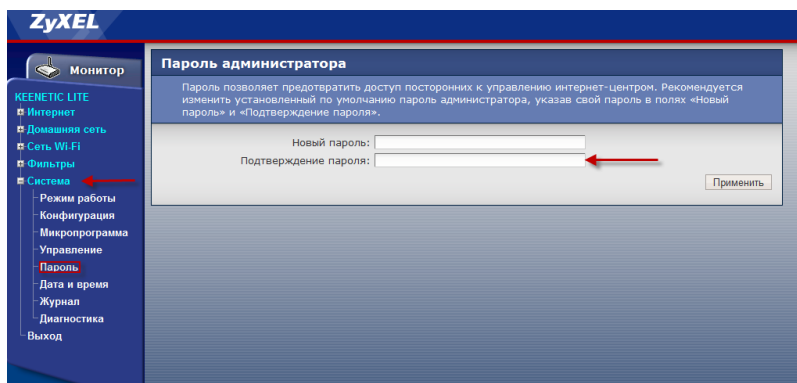 ZyXEL
Монитор
KEENETIC LITE
Интернет
Домашняя сеть
Сеть Wi-Fi
Фильтры
Система
Режим работы
Конфигурация
Микропрограмма
Управление
Пароль
Дата и время
Журнал
Диагностика
Выход
Пароль администратора
Пароль позволяет предотвратить доступ посторонних к управлению интернет-центром. Рекомендуется
изменить установленный по умолчанию пароль администратора, указав свой пароль в полях «Новый
пароль» и «Подтверждение пароля».
Новый пароль:
Подтверждение пароля:
Применить